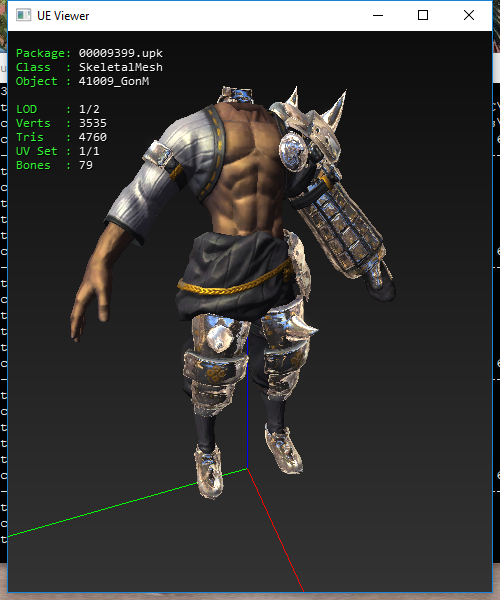 UE Viewer
Package: 00009399.upk
Class : SkeletalMesh
Object : 41009_GonM
LOD : 1/2
Verts : 3535
Tris : 4760
UV Set : 1/1
Bones : 79